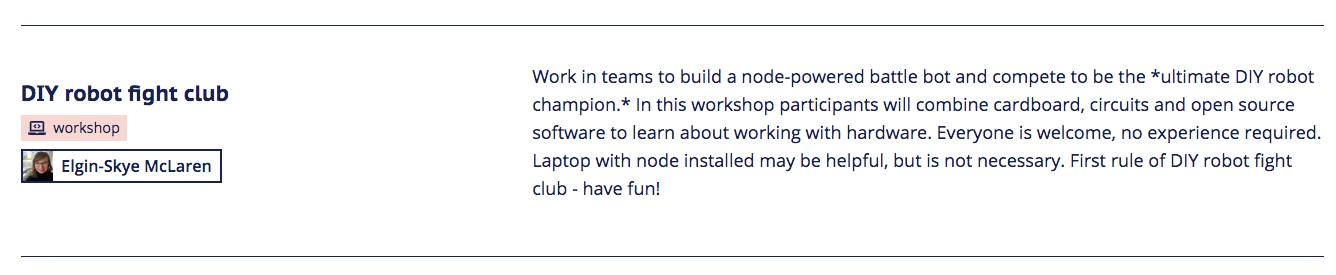 DIY robot fight club
workshop
Elgin-Skye McLaren
Work in teams to build a node-powered battle bot and compete to be the *ultimate DIY robot
champion.* In this workshop participants will combine cardboard, circuits and open source
software to learn about working with hardware. Everyone is welcome, no experience required.
Laptop with node installed may be helpful, but is not necessary. First rule of DIY robot fight
club - have fun!